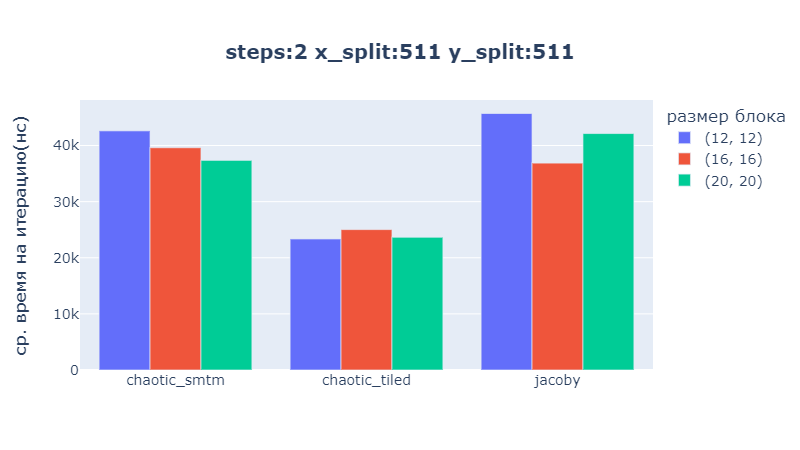 steps:2 x_split:511 y_split:511
ср. время на итерацию(нс)
40k
30k
20k
10k
0
chaotic_smtm
chaotic_tiled
jacoby
размер блока
(12, 12)
(16, 16)
(20, 20)